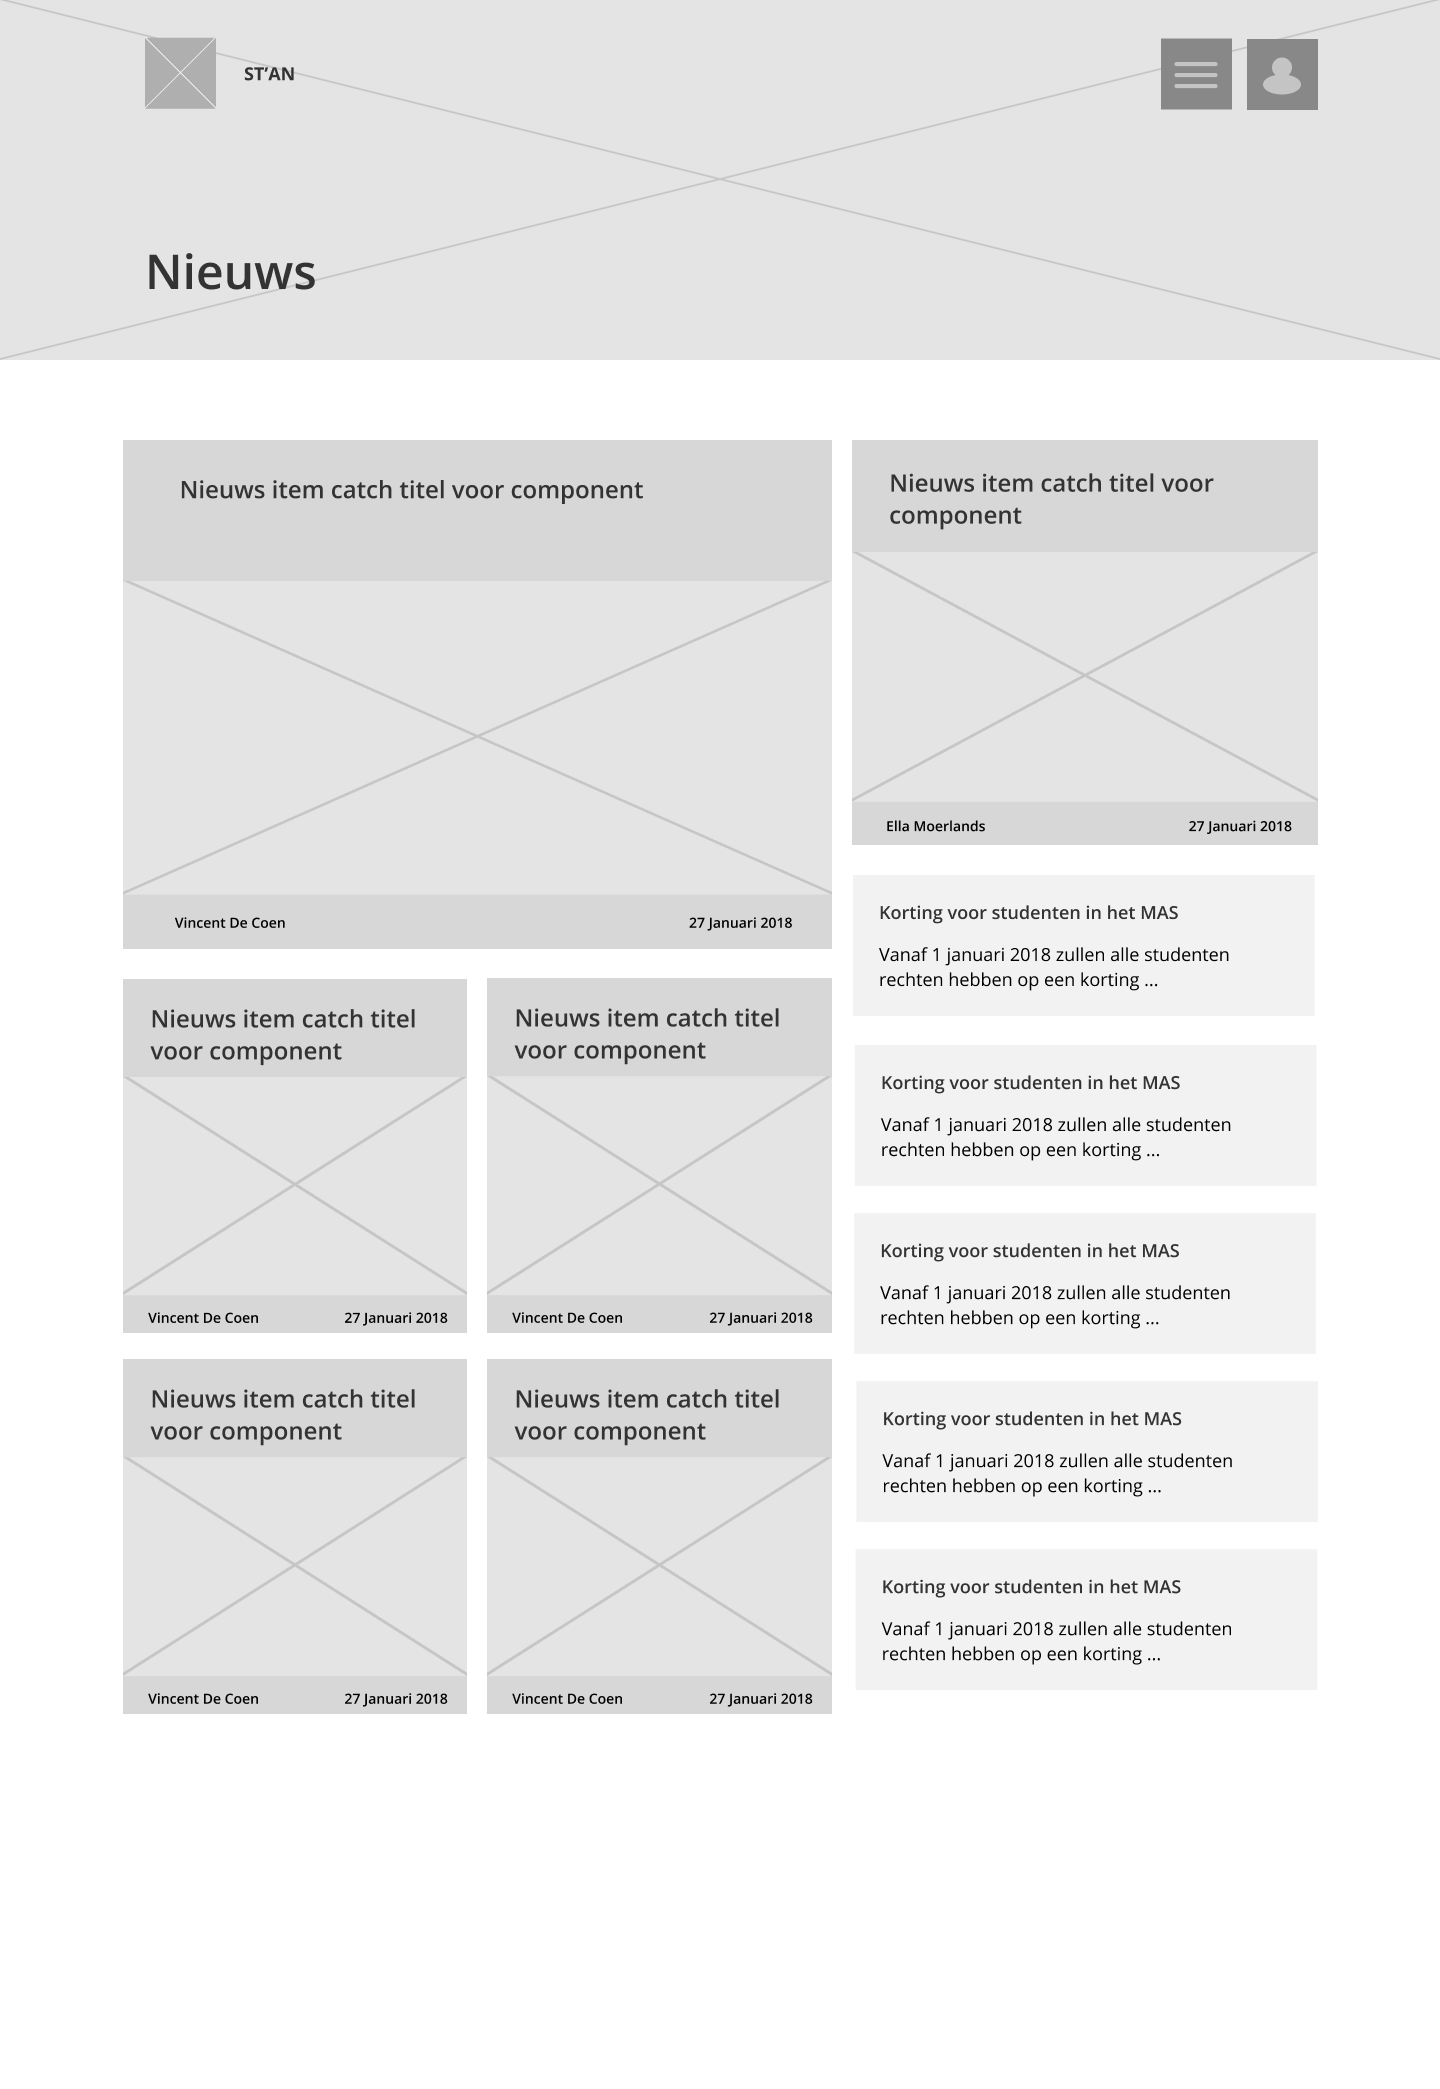 ST'AN
Nieuws
Nieuws item catch titel voor component
Vincent De Coen
27 Januari 2018
Nieuws item catch titel voor
component
Ella Moerlands
27 Januari 2018
Nieuws item catch titel
voor component
Vincent De Coen
27 Januari 2018
Nieuws item catch titel
voor component
Vincent De Coen
27 Januari 2018
Nieuws item catch titel
voor component
Vincent De Coen
27 Januari 2018
Nieuws item catch titel
voor component
Vincent De Coen
27 Januari 2018
Korting voor studenten in het MAS
Vanaf 1 januari 2018 zullen alle studenten
rechten hebben op een korting ...
Korting voor studenten in het MAS
Vanaf 1 januari 2018 zullen alle studenten
rechten hebben op een korting ...
Korting voor studenten in het MAS
Vanaf 1 januari 2018 zullen alle studenten
rechten hebben op een korting ...
Korting voor studenten in het MAS
Vanaf 1 januari 2018 zullen alle studenten
rechten hebben op een korting ...
Korting voor studenten in het MAS
Vanaf 1 januari 2018 zullen alle studenten
rechten hebben op een korting ...